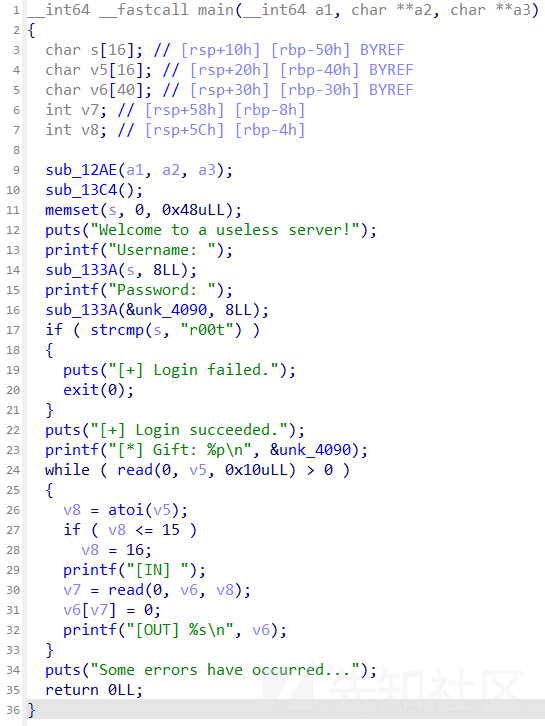 1 __int64 __fastcall main(__int64 a1, char **a2, char **a3)
2 {
3 char s[16]; // [rsp+10h] [rbp-50h] BYREF
4 char v5[16]; // [rsp+20h] [rbp-40h] BYREF
5 char v6[40]; // [rsp+30h] [rbp-30h] BYREF
6 int v7; // [rsp+58h] [rbp-8h]
7 int v8; // [rsp+5Ch] [rbp-4h]
8
9 sub_12AE(a1, a2, a3);
10 sub_13C4();
11 memset(s, 0, 0x48uLL);
12 puts("Welcome to a useless server!");
13 printf("Username: ");
14 sub_133A(s, 8LL);
15 printf("Password: ");
16 sub_133A(&unk_4090, 8LL);
17 if ( strcmp(s, "r00t") )
18 {
19 puts("[+] Login failed.");
20 exit(0);
21 }
22 puts("[+] Login succeeded.");
23 printf("[*] Gift: %p\n", &unk_4090);
24 while ( read(0, v5, 0x10uLL) > 0 )
25 {
26 v8 = atoi(v5);
27 if ( v8 <= 15 )
28 v8 = 16;
29 printf("[IN] ");
30 v7 = read(0, v6, v8);
31 v6[v7] = 0;
32 printf("[OUT] %s\n", v6);
33 }
34 puts("Some errors have occurred...");
35 return 0LL;
36 }
先知社区